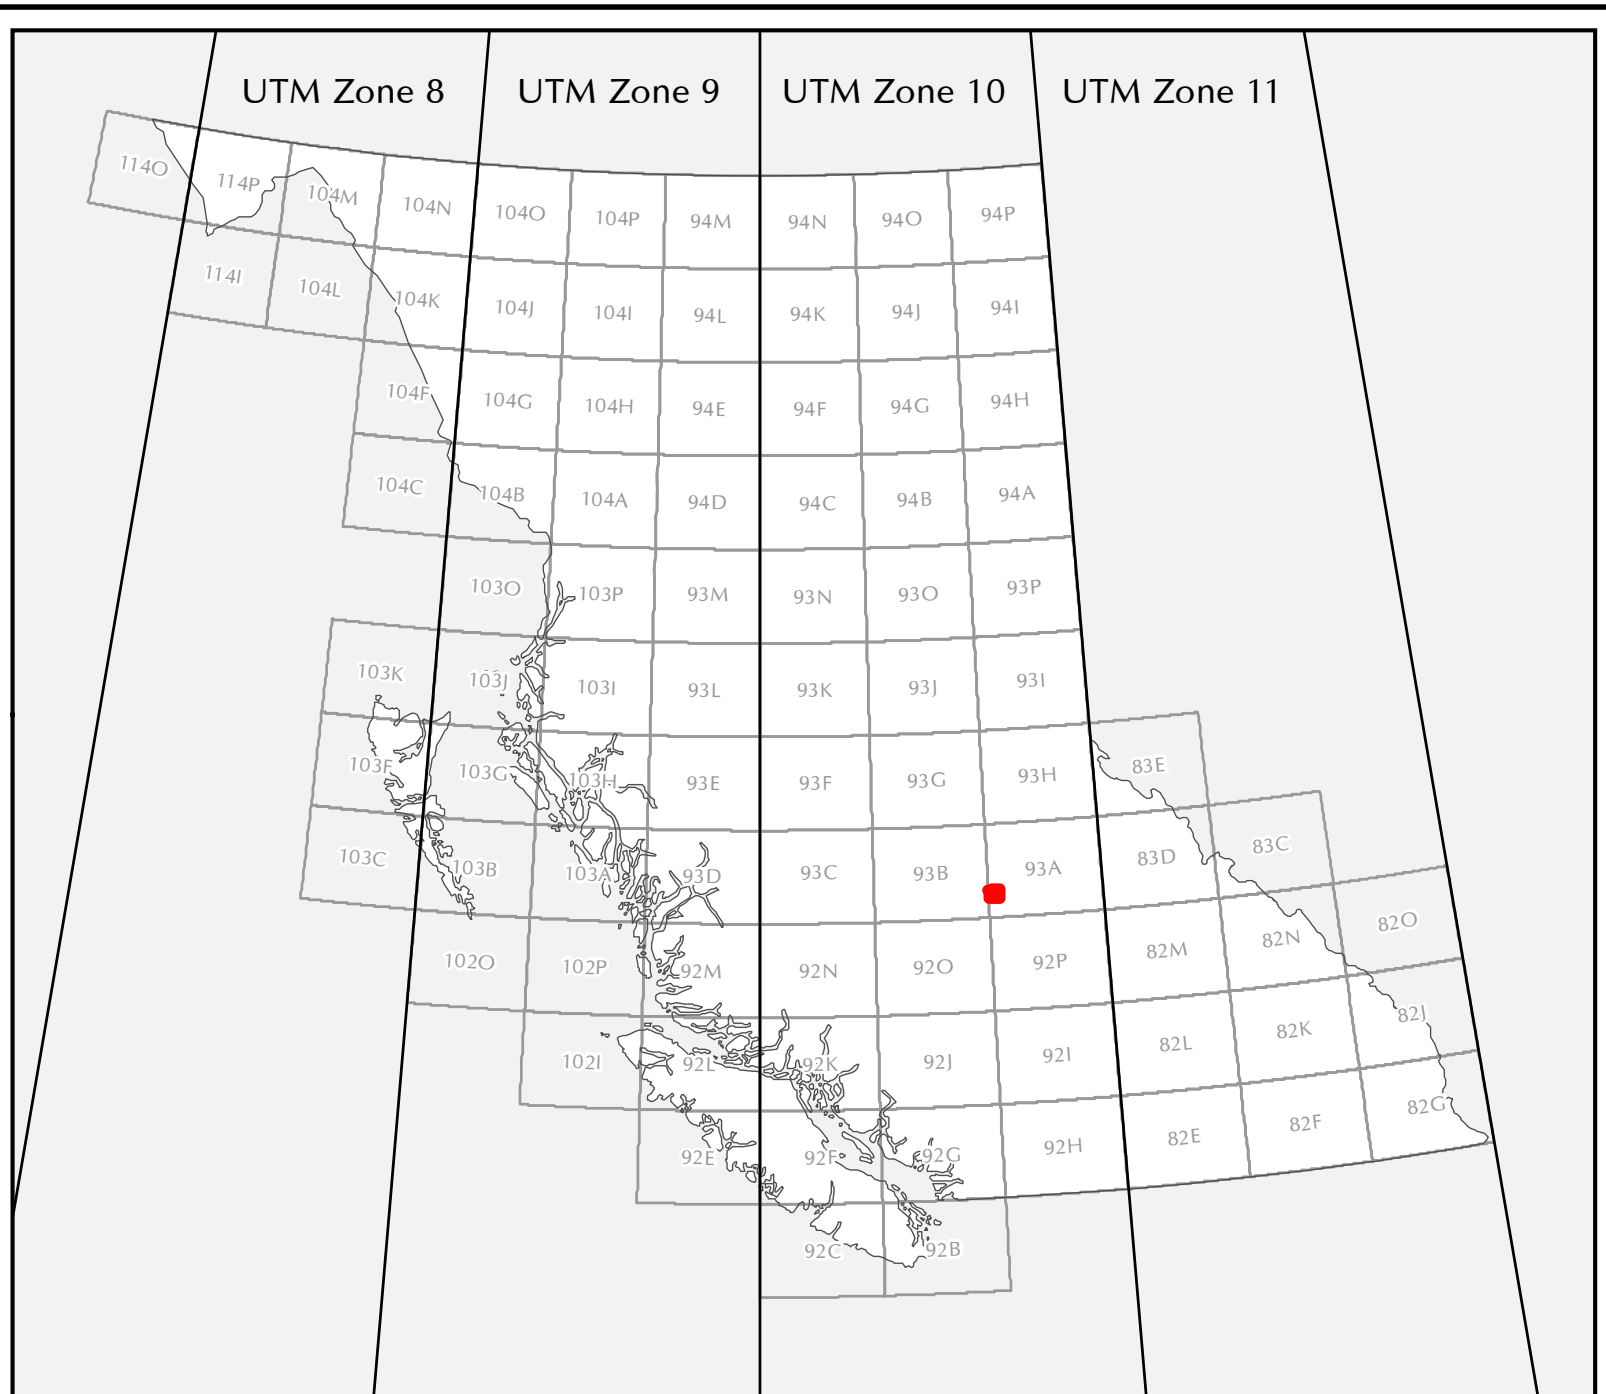 UTM Zone 8 UTM Zone 9 UTM Zone 10 UTM Zone 11
114O 114P 104M 104N 104O 104P 94M 94N 94O 94P
114I 104L 104K 104J 104I 94L 94K 94J 94I
104F 104G 104H 94E 94F 94G 94H
104C 104B 104A 94D 94C 94B 94A
103O 103P 93M 93N 93O 93P
103K 103J 103I 93L 93K 93J 93I
103F 103G 103H 93E 93F 93G 93H 83E
103C 103B 103A 93D 93C 93B 93A 83D 83C
102O 102P 92M 92N 92O 92P 82M 82N 82O
102I 92L 92K 92J 92I 82L 82K 82J
92E 92F 92G 92H 82E 82F 82G
92C 92B